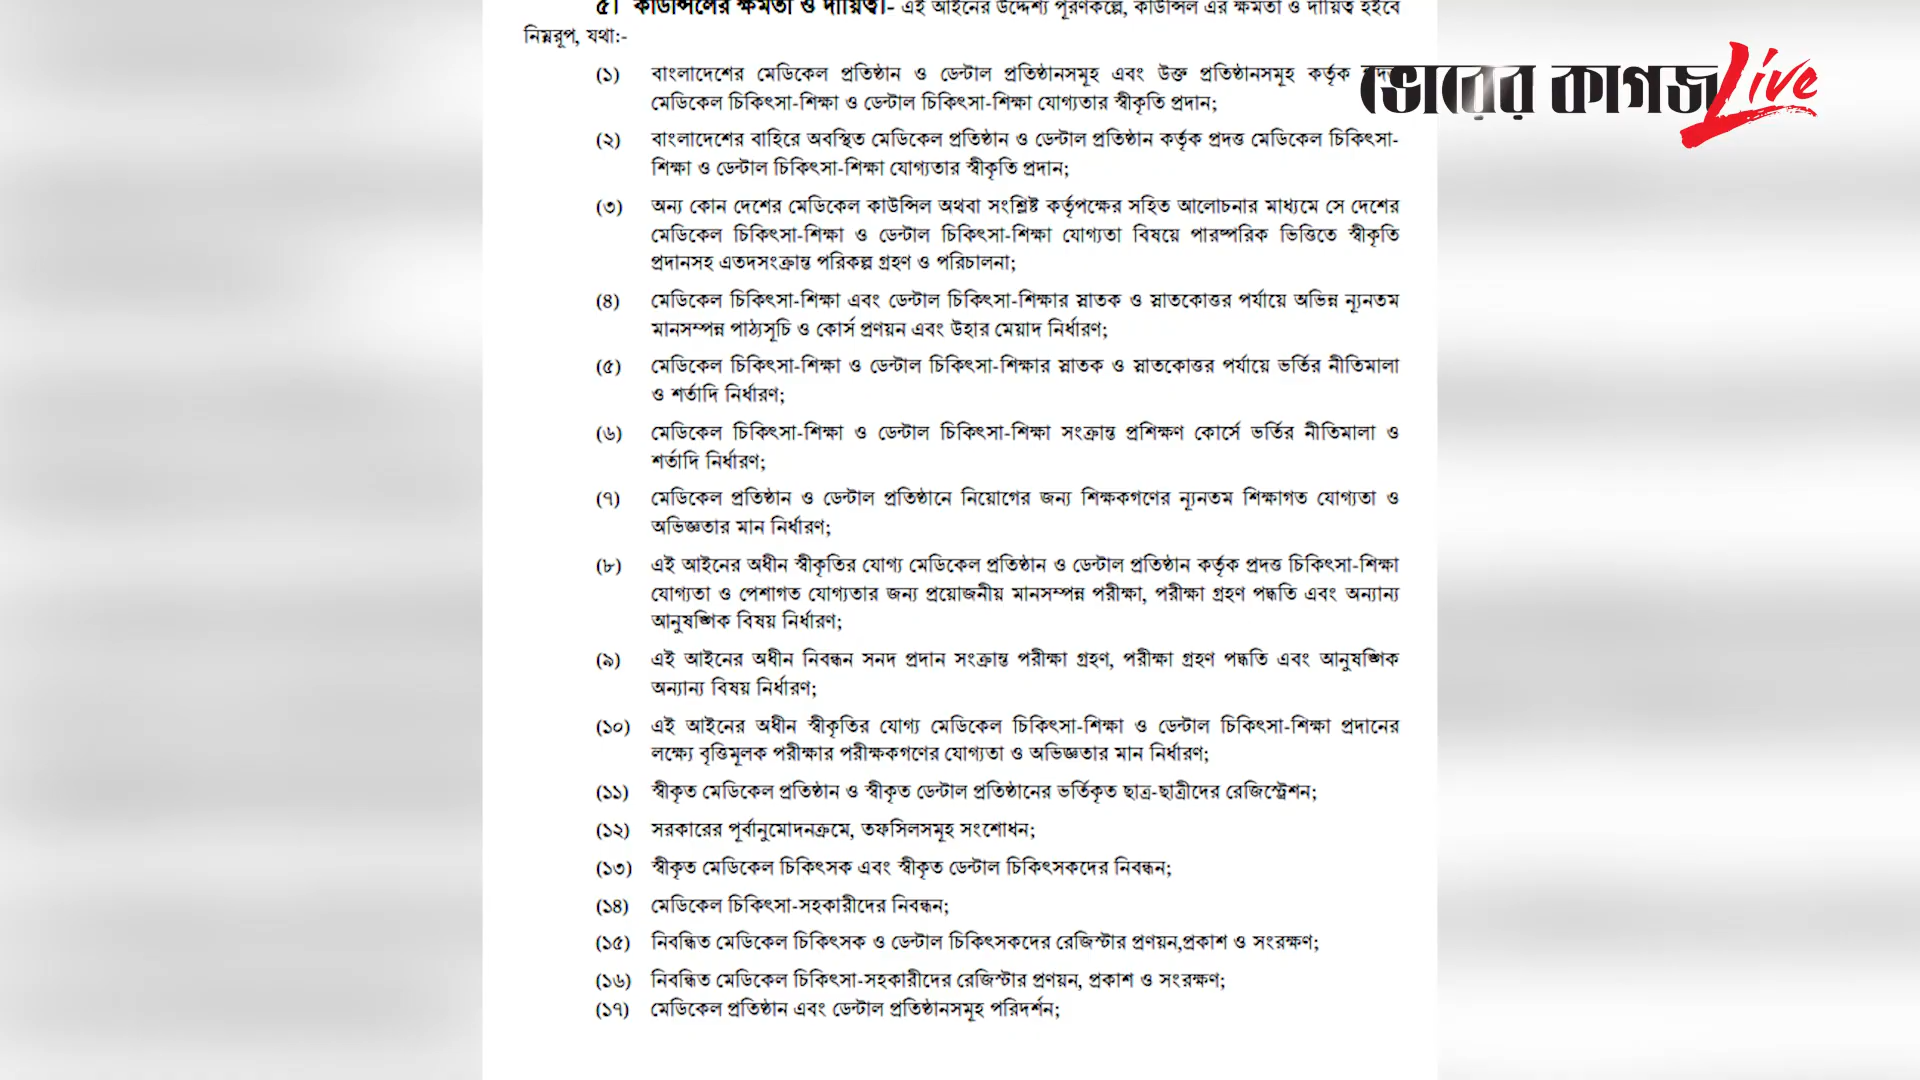 ৫। কাউন্সিলের ক্ষমতা ও দায়িত্ব।- এই আইনের উদ্দেশ্য পূরণকল্পে, কাউন্সিল এর ক্ষমতা ও দায়িত্ব হইবে
নিম্নরূপ, যথা:-
ভোরের কাগজ Live
(১) বাংলাদেশের মেডিকেল প্রতিষ্ঠান ও ডেন্টাল প্রতিষ্ঠানসমূহ এবং উক্ত প্রতিষ্ঠানসমূহ কর্তৃক
মেডিকেল চিকিৎসা-শিক্ষা ও ডেন্টাল চিকিৎসা-শিক্ষা যোগ্যতার স্বীকৃতি প্রদান;
(২) বাংলাদেশের বাহিরে অবস্থিত মেডিকেল প্রতিষ্ঠান ও ডেন্টাল প্রতিষ্ঠান কর্তৃক প্রদত্ত মেডিকেল চিকিৎসা-
শিক্ষা ও ডেন্টাল চিকিৎসা-শিক্ষা যোগ্যতার স্বীকৃতি প্রদান;
(৩) অন্য কোন দেশের মেডিকেল কাউন্সিল অথবা সংশ্লিষ্ট কর্তৃপক্ষের সহিত আলোচনার মাধ্যমে সে দেশের
মেডিকেল চিকিৎসা-শিক্ষা ও ডেন্টাল চিকিৎসা-শিক্ষা যোগ্যতা বিষয়ে পারষ্পরিক ভিত্তিতে স্বীকৃতি
প্রদানসহ এতদসংক্রান্ত পরিকল্প গ্রহণ ও পরিচালনা;
(৪) মেডিকেল চিকিৎসা-শিক্ষা এবং ডেন্টাল চিকিৎসা-শিক্ষার স্নাতক ও স্নাতকোত্তর পর্যায়ে অভিন্ন ন্যূনতম
মানসম্পন্ন পাঠ্যসূচি ও কোর্স প্রণয়ন এবং উহার মেয়াদ নির্ধারণ;
(৫) মেডিকেল চিকিৎসা-শিক্ষা ও ডেন্টাল চিকিৎসা-শিক্ষার স্নাতক ও স্নাতকোত্তর পর্যায়ে ভর্তির নীতিমালা
ও শর্তাদি নির্ধারণ;
(৬) মেডিকেল চিকিৎসা-শিক্ষা ও ডেন্টাল চিকিৎসা-শিক্ষা সংক্রান্ত প্রশিক্ষণ কোর্সে ভর্তির নীতিমালা ও
শর্তাদি নির্ধারণ;
(৭) মেডিকেল প্রতিষ্ঠান ও ডেন্টাল প্রতিষ্ঠানে নিয়োগের জন্য শিক্ষকগণের ন্যূনতম শিক্ষাগত যোগ্যতা ও
অভিজ্ঞতার মান নির্ধারণ;
(৮) এই আইনের অধীন স্বীকৃতির যোগ্য মেডিকেল প্রতিষ্ঠান ও ডেন্টাল প্রতিষ্ঠান কর্তৃক প্রদত্ত চিকিৎসা-শিক্ষা
যোগ্যতা ও পেশাগত যোগ্যতার জন্য প্রয়োজনীয় মানসম্পন্ন পরীক্ষা, পরীক্ষা গ্রহণ পদ্ধতি এবং অন্যান্য
আনুষঙ্গিক বিষয় নির্ধারণ;
(৯) এই আইনের অধীন নিবন্ধন সনদ প্রদান সংক্রান্ত পরীক্ষা গ্রহণ, পরীক্ষা গ্রহণ পদ্ধতি এবং আনুষঙ্গিক
অন্যান্য বিষয় নির্ধারণ;
(১০) এই আইনের অধীন স্বীকৃতির যোগ্য মেডিকেল চিকিৎসা-শিক্ষা ও ডেন্টাল চিকিৎসা-শিক্ষা প্রদানের
লক্ষ্যে বৃত্তিমূলক পরীক্ষার পরীক্ষকগণের যোগ্যতা ও অভিজ্ঞতার মান নির্ধারণ;
(১১) স্বীকৃত মেডিকেল প্রতিষ্ঠান ও স্বীকৃত ডেন্টাল প্রতিষ্ঠানের ভর্তিকৃত ছাত্র-ছাত্রীদের রেজিস্ট্রেশন;
(১২) সরকারের পূর্বানুমোদনক্রমে, তফসিলসমূহ সংশোধন;
(১৩) স্বীকৃত মেডিকেল চিকিৎসক এবং স্বীকৃত ডেন্টাল চিকিৎসকদের নিবন্ধন;
(১৪) মেডিকেল চিকিৎসা-সহকারীদের নিবন্ধন;
(১৫) নিবন্ধিত মেডিকেল চিকিৎসক ও ডেন্টাল চিকিৎসকদের রেজিস্টার প্রণয়ন,প্রকাশ ও সংরক্ষণ;
(১৬) নিবন্ধিত মেডিকেল চিকিৎসা-সহকারীদের রেজিস্টার প্রণয়ন, প্রকাশ ও সংরক্ষণ;
(১৭) মেডিকেল প্রতিষ্ঠান এবং ডেন্টাল প্রতিষ্ঠানসমূহ পরিদর্শন;